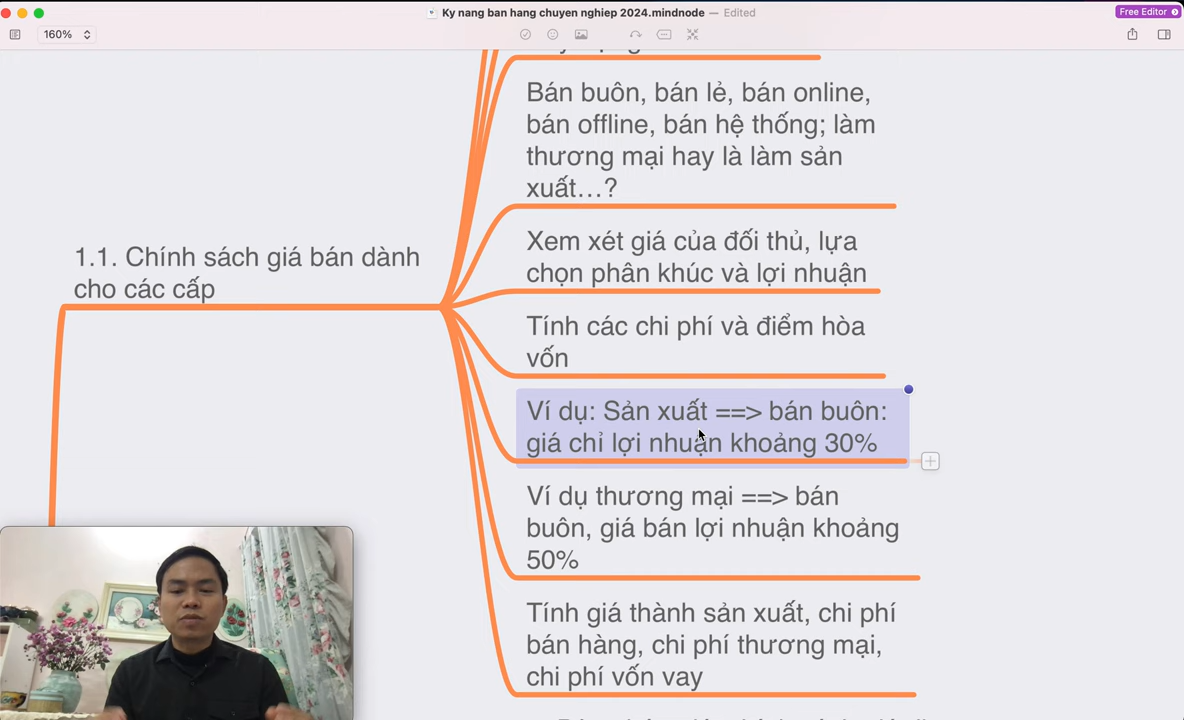 Ky nang ban hang chuyen nghiep 2024.mindnode — Edited
Free Editor
160%
Bán buôn, bán lẻ, bán online,
bán offline, bán hệ thống; làm
thương mại hay là làm sản
xuất...?
Xem xét giá của đối thủ, lựa
chọn phân khúc và lợi nhuận
1.1. Chính sách giá bán dành
cho các cấp
Tính các chi phí và điểm hòa
vốn
Ví dụ: Sản xuất ==> bán buôn:
giá chỉ lợi nhuận khoảng 30%
Ví dụ thương mại ==> bán
buôn, giá bán lợi nhuận khoảng
50%
Tính giá thành sản xuất, chi phí
bán hàng, chi phí thương mại,
chi phí vốn vay